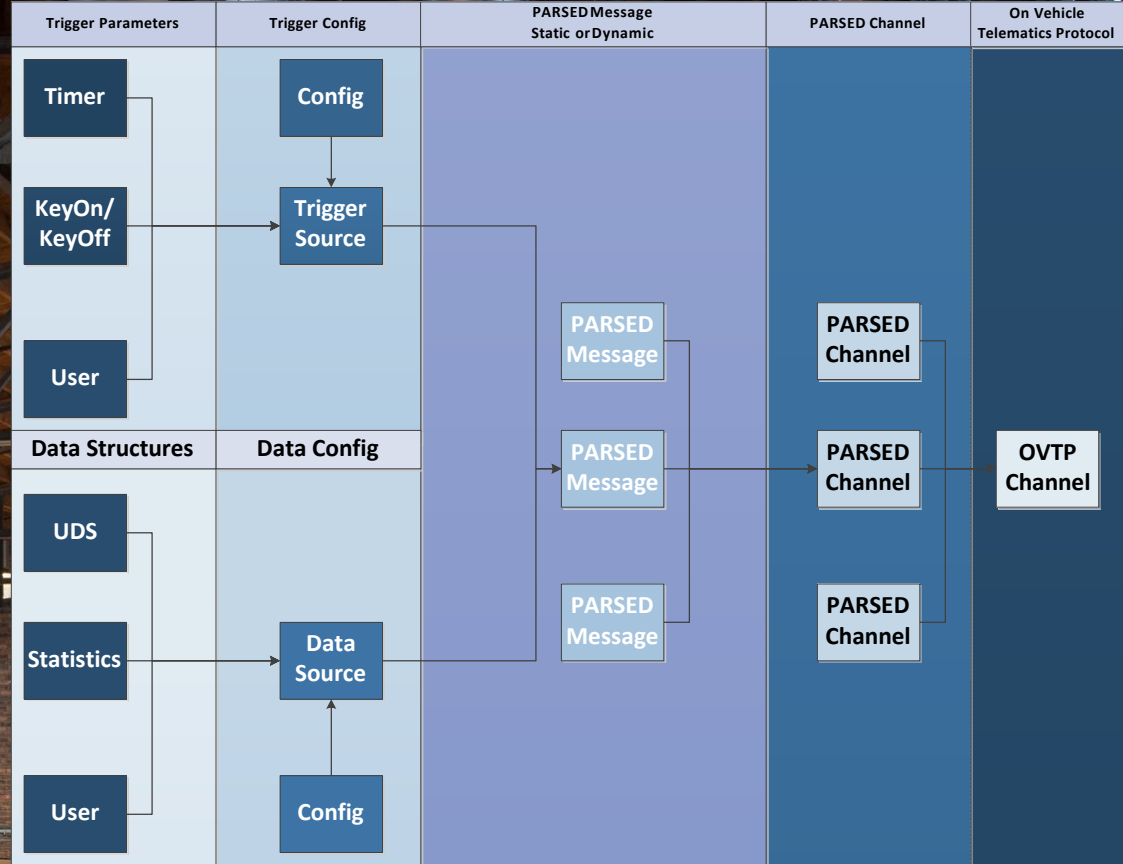 Trigger Parameters
Trigger Config
PARSED Message
Static or Dynamic
PARSED Channel
On Vehicle
Telematics Protocol
Timer
Config
KeyOn/
KeyOff
Trigger
Source
User
PARSED
Message
PARSED
Channel
Data Structures
Data Config
PARSED
Message
PARSED
Channel
OVTP
Channel
UDS
Statistics
Data
Source
PARSED
Message
PARSED
Channel
User
Config